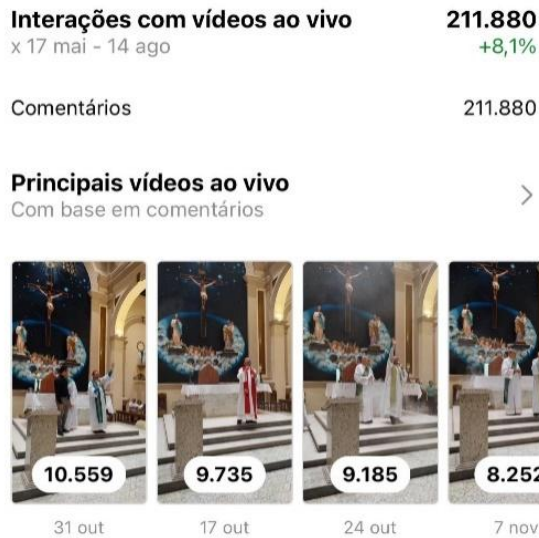 Interações com vídeos ao vivo 211.880
x 17 mai - 14 ago +8,1%
Comentários 211.880
Principais vídeos ao vivo
Com base em comentários
10.559 9.735 9.185 8.252
31 out 17 out 24 out 7 nov